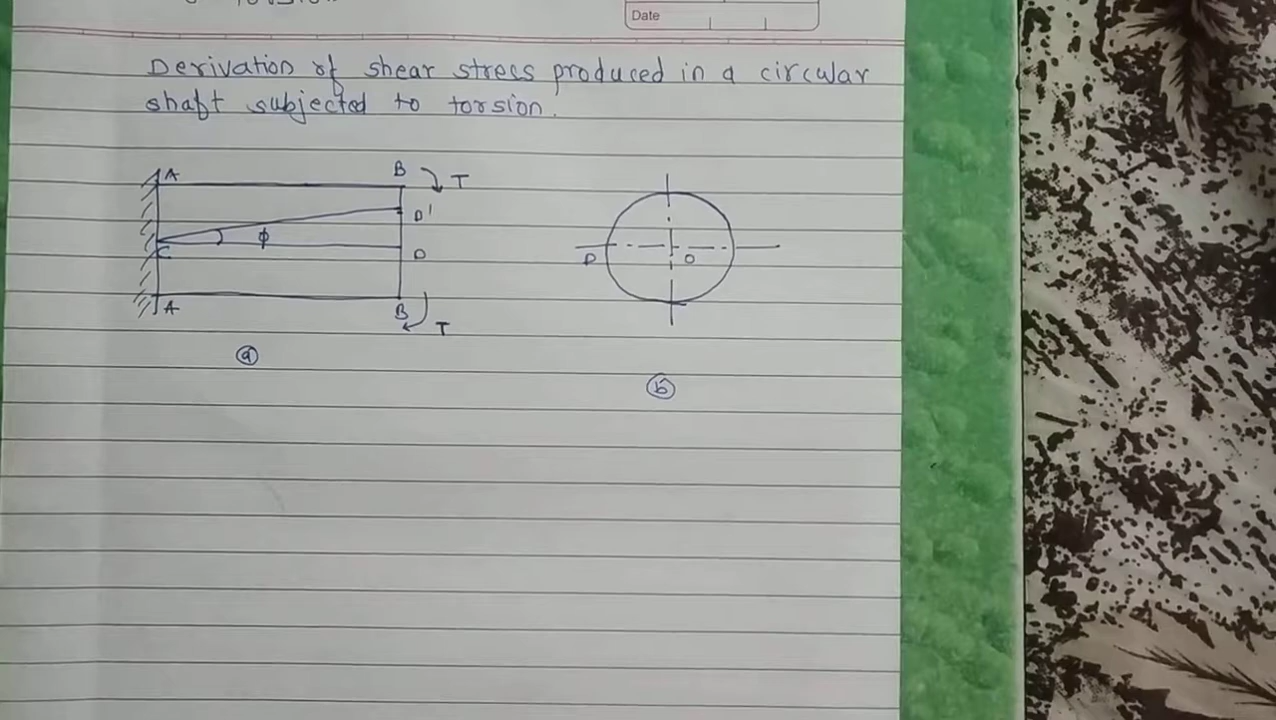 Date
Derivation of shear stress produced in a circular
shaft subjected to torsion.
A
B
T
D'
φ
C
D
D
O
A
B
T
ⓐ
ⓑ